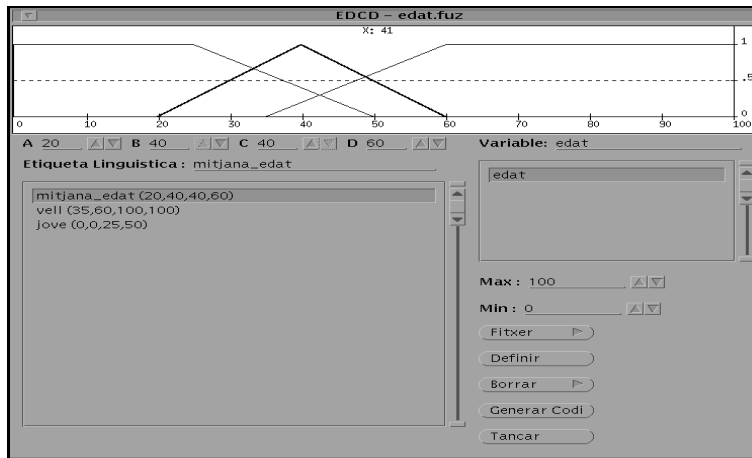 EDCD – edat.fuz
X: 41
1
.5
0
0 10 20 30 40 50 60 70 80 90 100
A 20 B 40 C 40 D 60
Variable: edat
Etiqueta Linguistica : mitjana_edat
edat
mitjana_edat (20,40,40,60)
vell (35,60,100,100)
jove (0,0,25,50)
Max : 100
Min : 0
Fitxer
Definir
Borrar
Generar Codi
Tancar